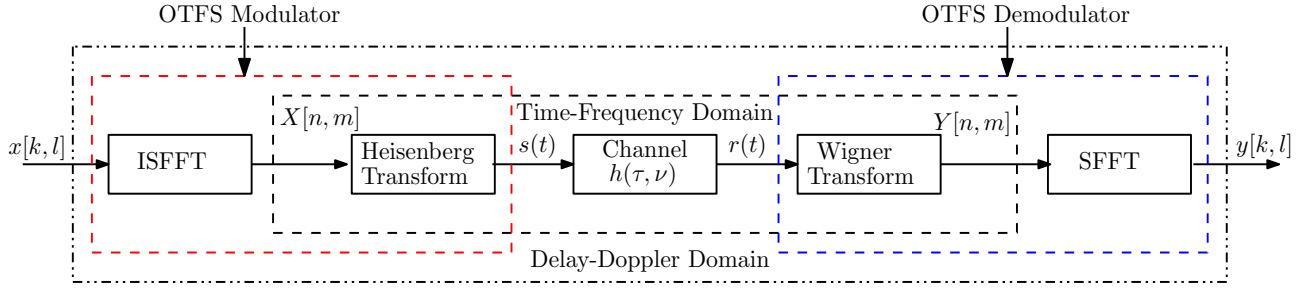 OTFS Modulator
OTFS Demodulator
Time-Frequency Domain
X[n, m]
Y[n, m]
x[k, l]
ISFFT
Heisenberg
Transform
s(t)
Channel
h(τ, ν)
r(t)
Wigner
Transform
SFFT
y[k, l]
Delay-Doppler Domain